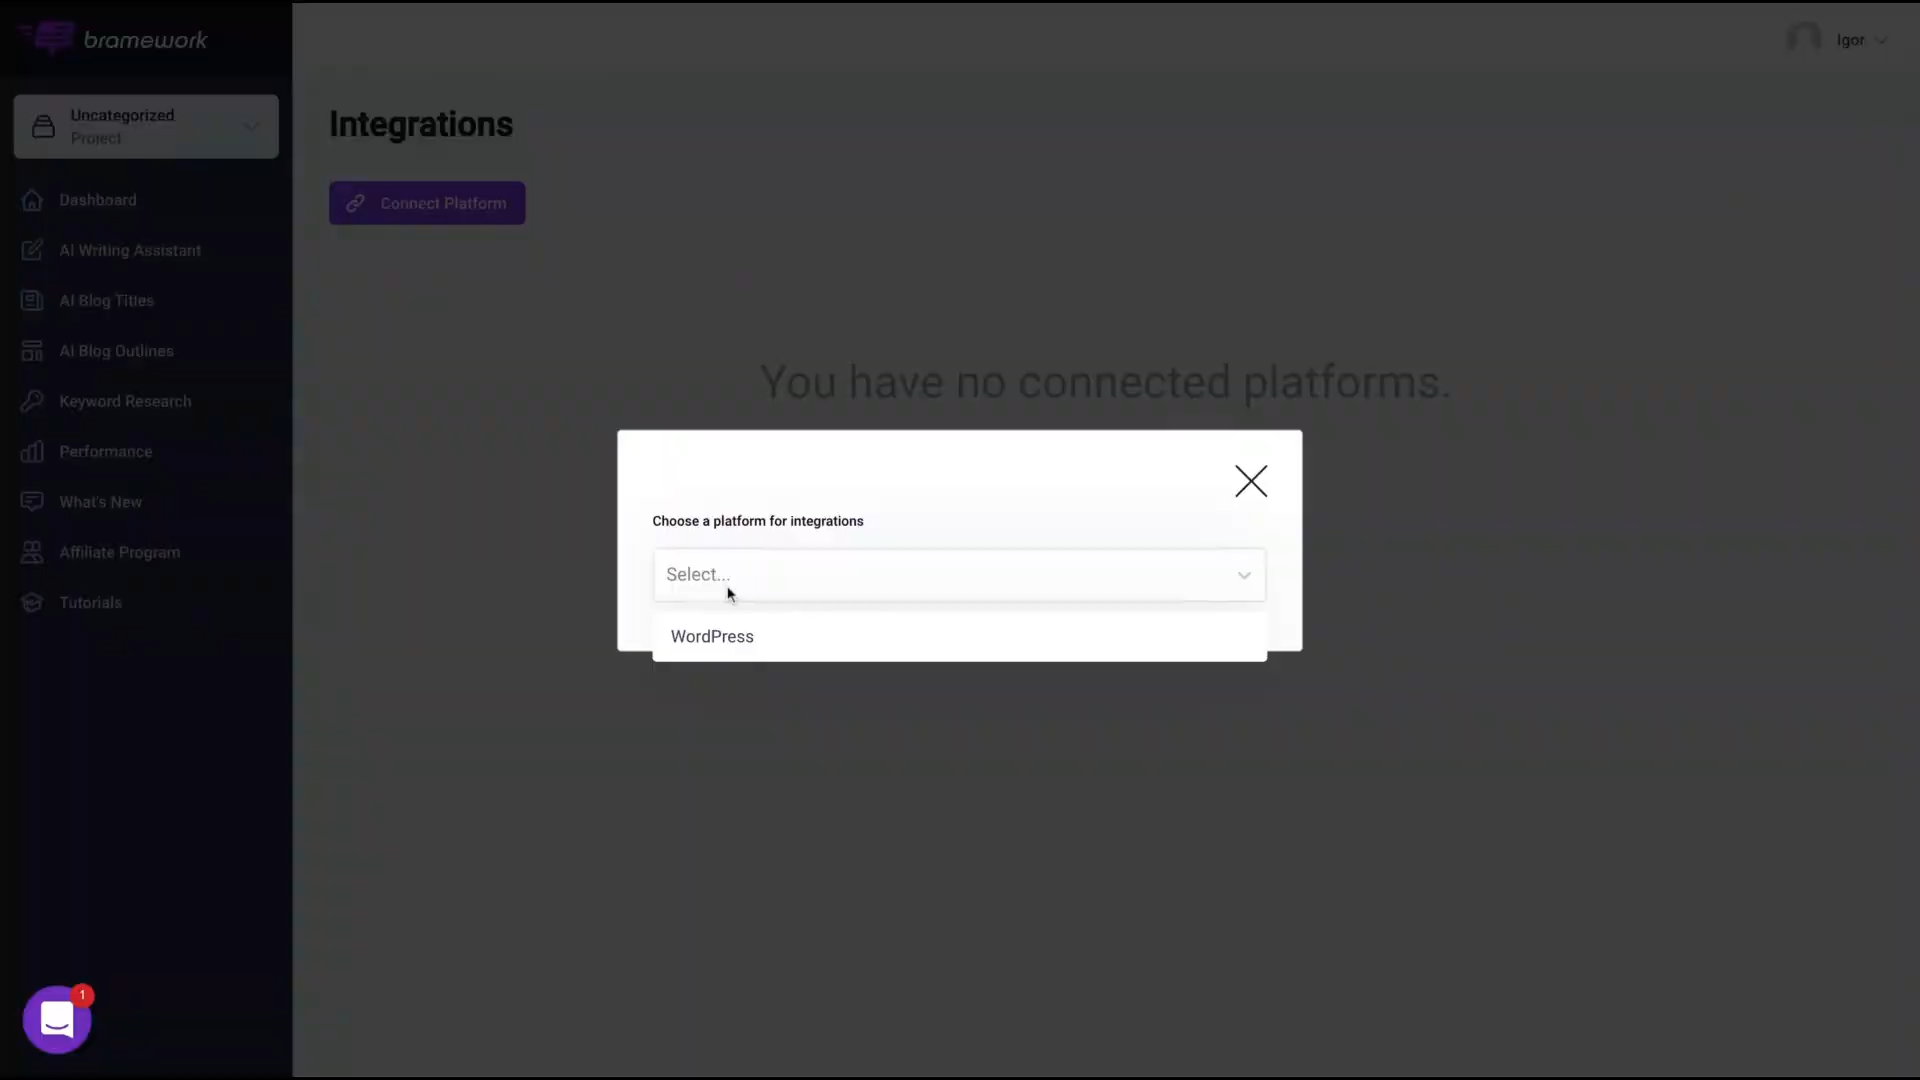 bramework
Igor
Uncategorized
Project
Integrations
Connect Platform
Dashboard
AI Writing Assistant
AI Blog Titles
AI Blog Outlines
Keyword Research
Performance
What's New
Affiliate Program
Tutorials
You have no connected platforms.
Choose a platform for integrations
Select...
WordPress
1